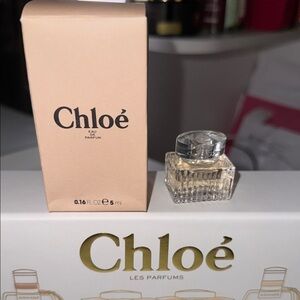 Chloé
EAU
DE
PARFUM
0.16 FL OZ ℮ 5 ml
Chloé
LES PARFUMS